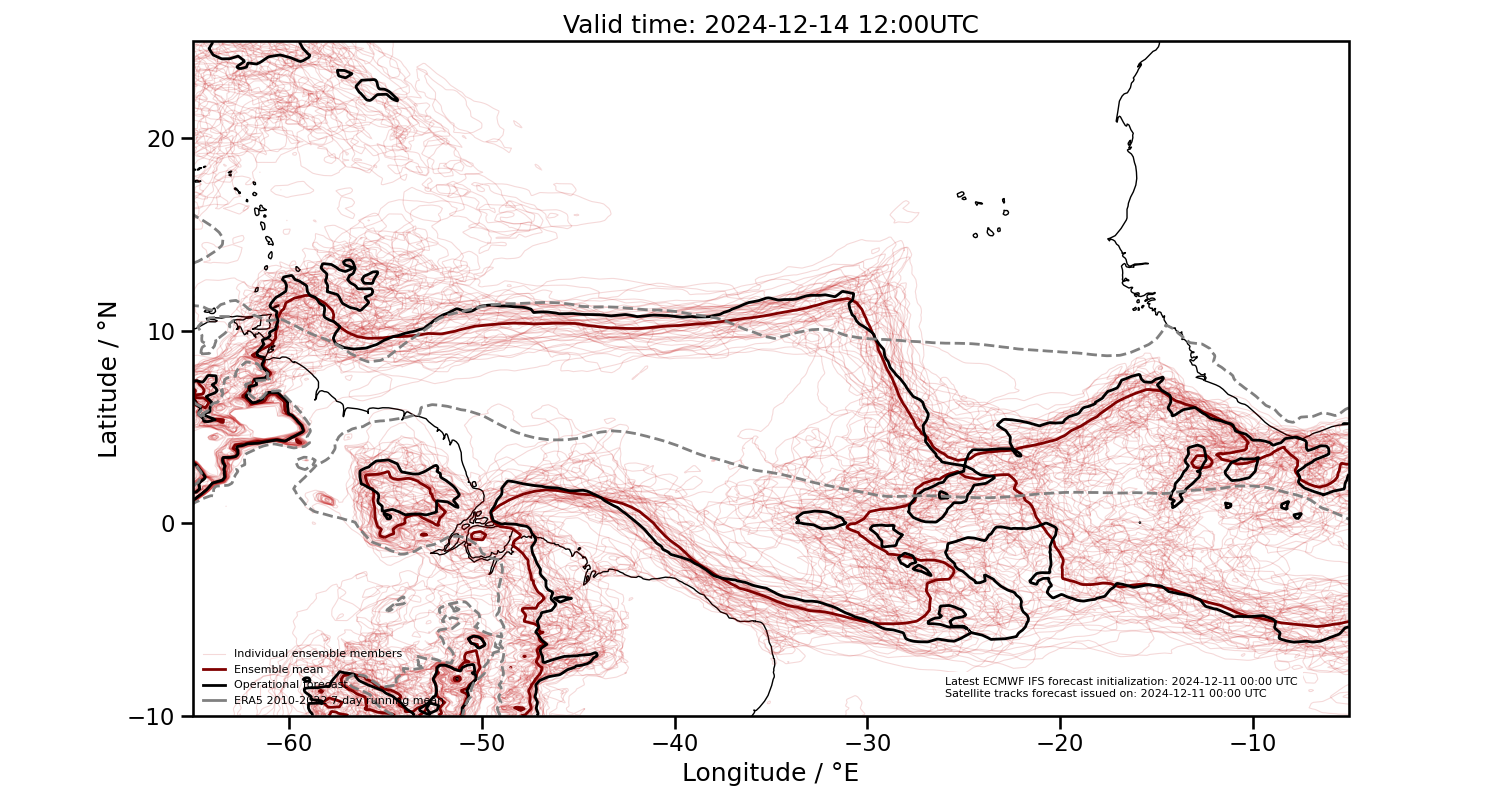 Valid time: 2024-12-14 12:00UTC
20
10
0
−10
Latitude / °N
Individual ensemble members
Ensemble mean
Operational forecast
ERA5 2010-2022 7-day running mean
Latest ECMWF IFS forecast initialization: 2024-12-11 00:00 UTC
Satellite tracks forecast issued on: 2024-12-11 00:00 UTC
−60
−50
−40
−30
−20
−10
Longitude / °E